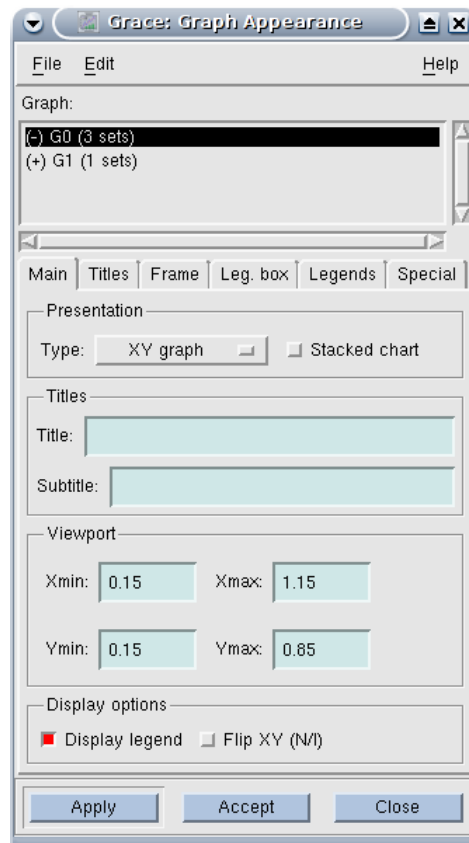 Grace: Graph Appearance
File Edit Help
Graph:
(-) G0 (3 sets)
(+) G1 (1 sets)
Main Titles Frame Leg. box Legends Special
Presentation
Type: XY graph Stacked chart
Titles
Title:
Subtitle:
Viewport
Xmin: 0.15 Xmax: 1.15
Ymin: 0.15 Ymax: 0.85
Display options
Display legend Flip XY (N/I)
Apply Accept Close